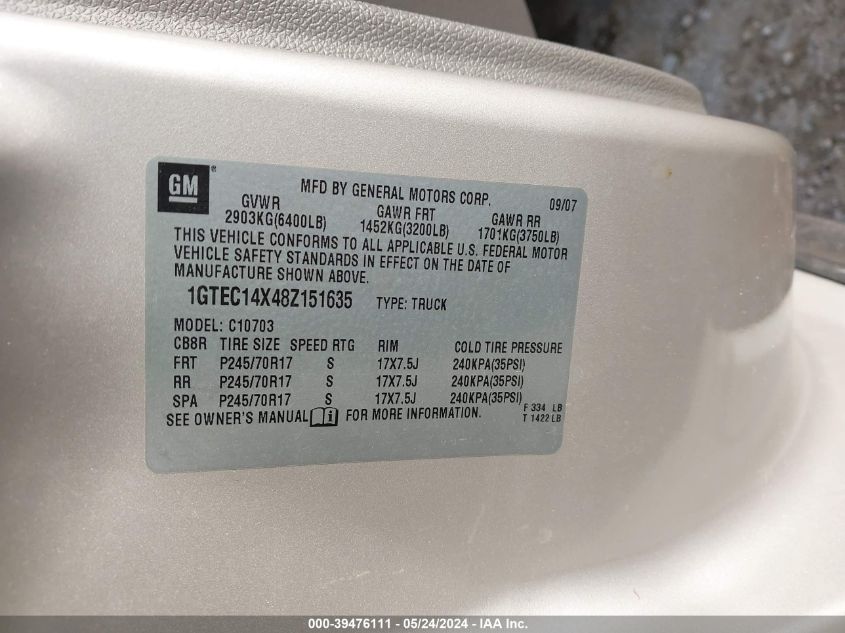 GM ® MFD BY GENERAL MOTORS CORP. 09/07
GVWR GAWR FRT GAWR RR
2903KG(6400LB) 1452KG(3200LB) 1701KG(3750LB)
THIS VEHICLE CONFORMS TO ALL APPLICABLE U.S. FEDERAL MOTOR
VEHICLE SAFETY STANDARDS IN EFFECT ON THE DATE OF
MANUFACTURE SHOWN ABOVE.
1GTEC14X48Z151635 TYPE: TRUCK
MODEL: C10703
CB8R TIRE SIZE SPEED RTG RIM COLD TIRE PRESSURE
FRT P245/70R17 S 17X7.5J 240KPA(35PSI)
RR P245/70R17 S 17X7.5J 240KPA(35PSI)
SPA P245/70R17 S 17X7.5J 240KPA(35PSI)
SEE OWNER'S MANUAL i FOR MORE INFORMATION. F 334 LB
T 1422 LB
000-39476111 - 05/24/2024 - IAA Inc.